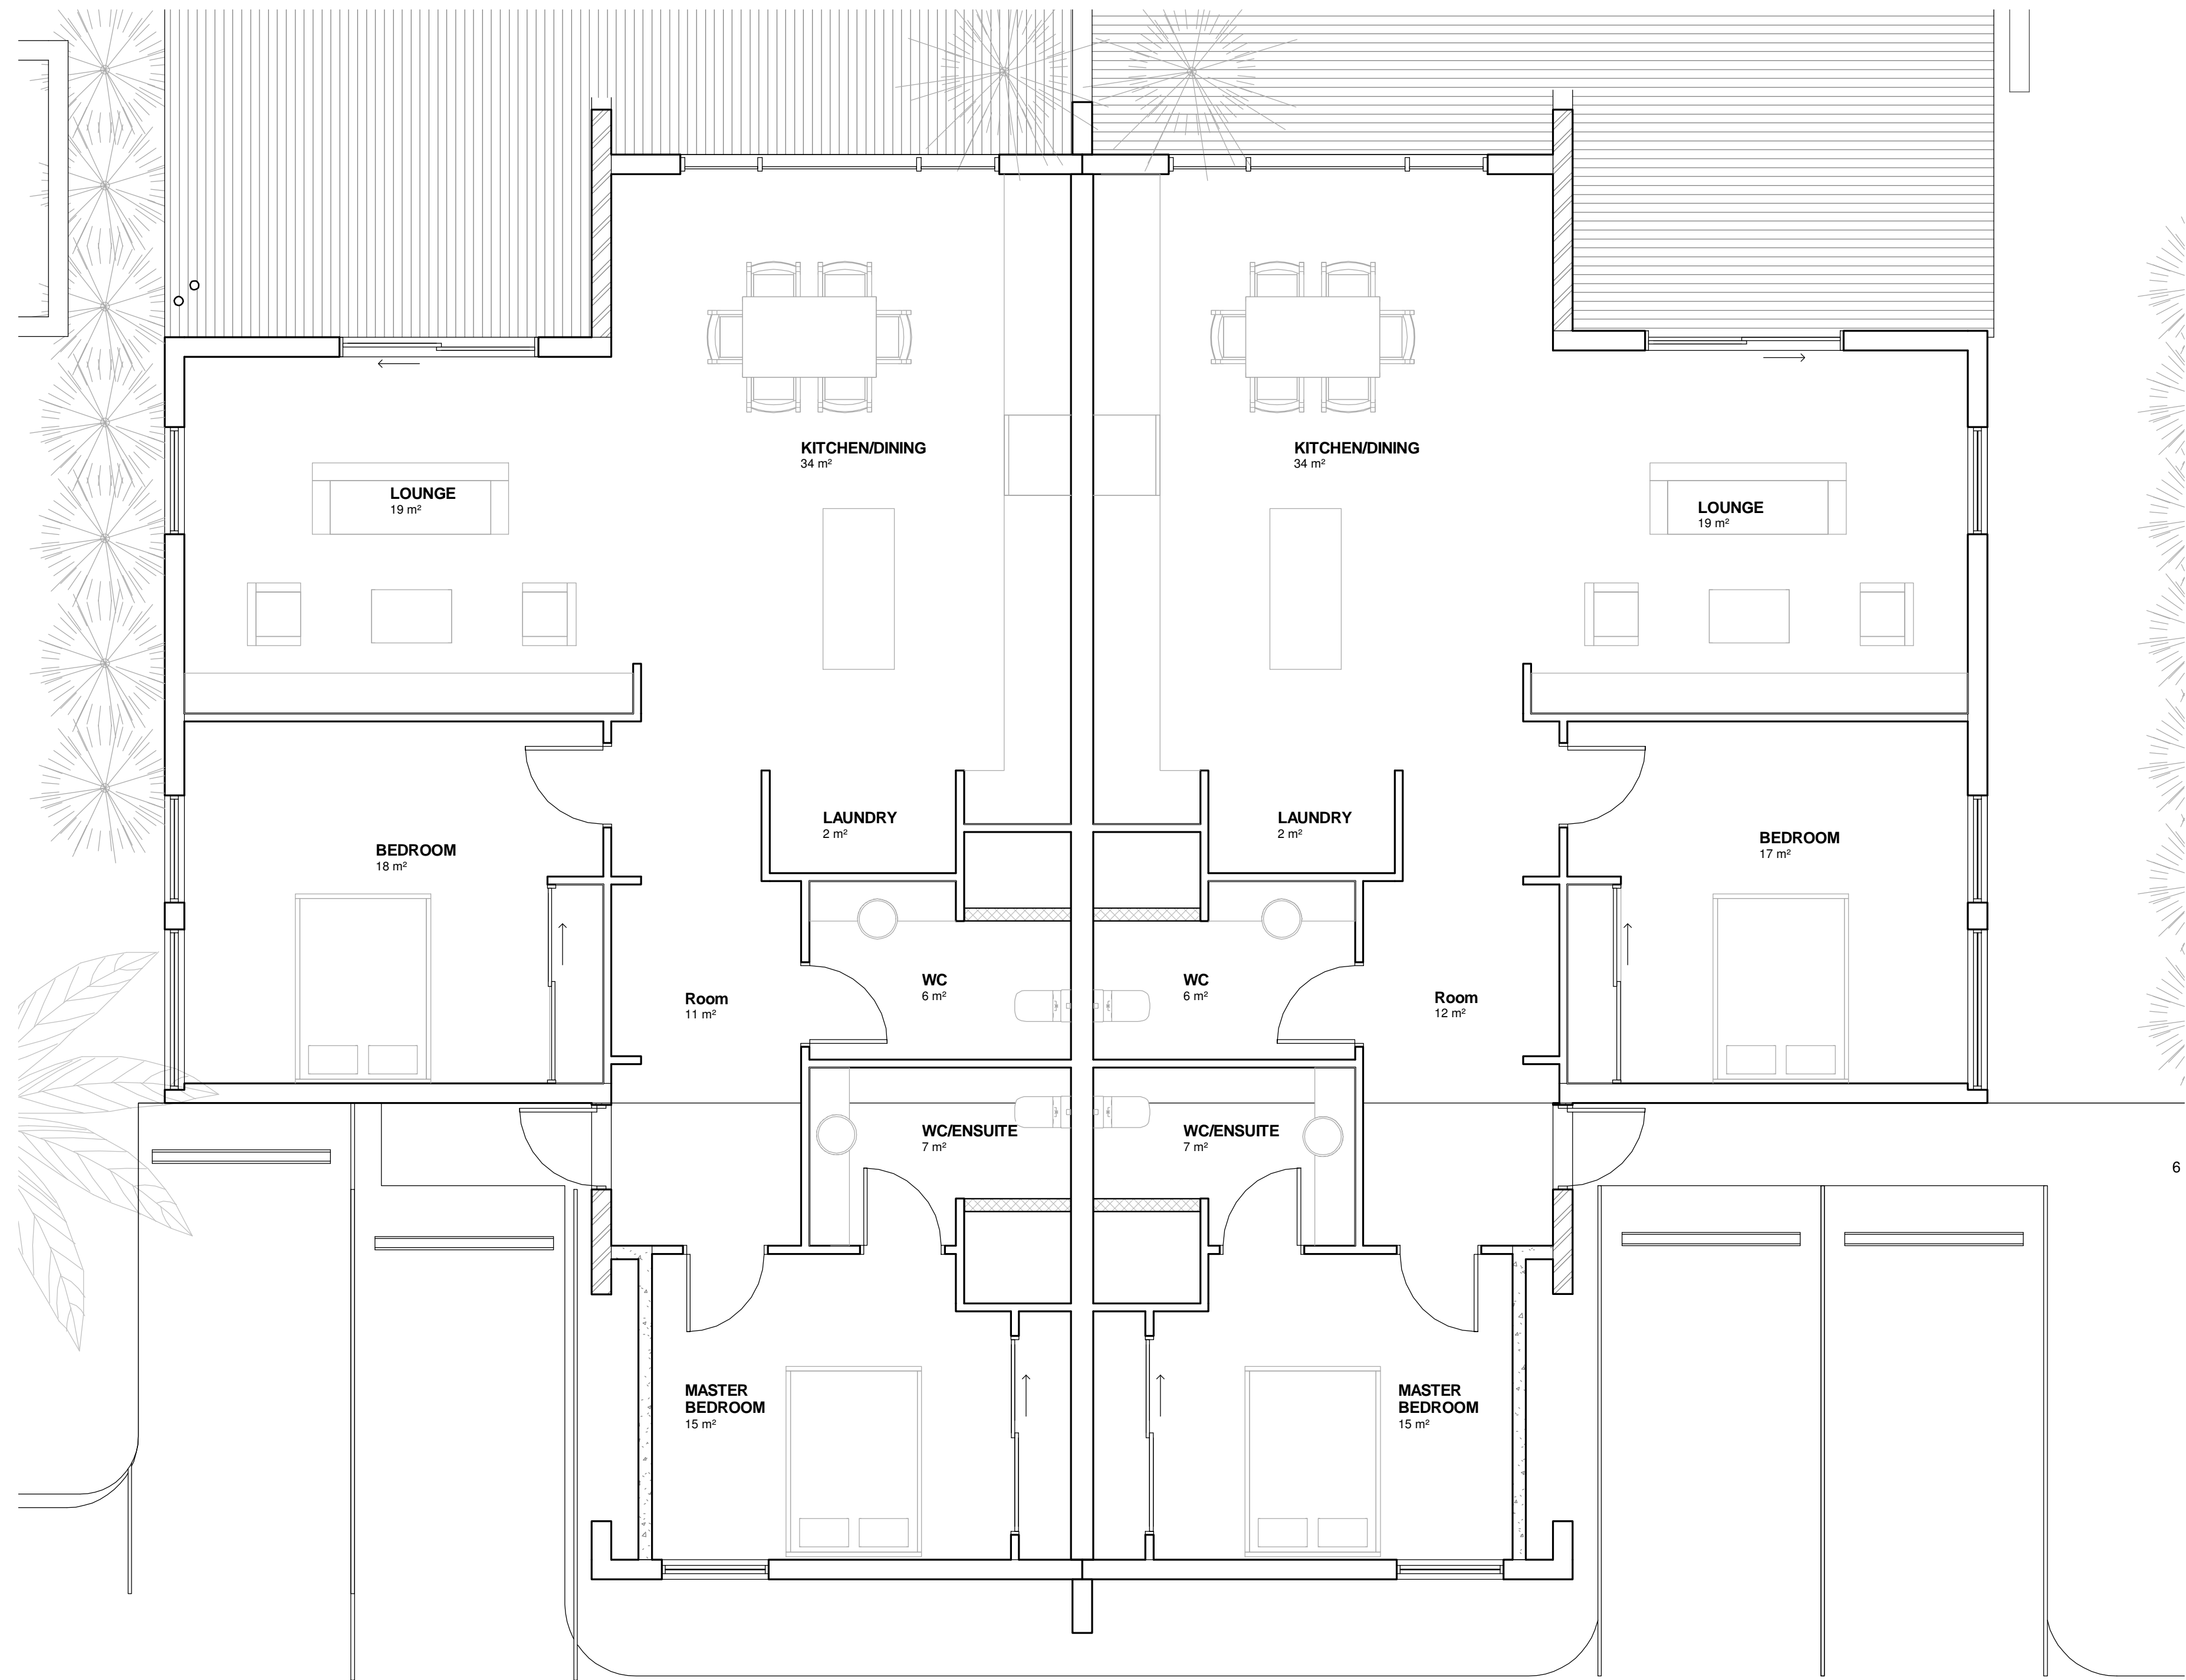 KITCHEN/DINING
34 m²
KITCHEN/DINING
34 m²
LOUNGE
19 m²
LOUNGE
19 m²
LAUNDRY
2 m²
LAUNDRY
2 m²
BEDROOM
18 m²
BEDROOM
17 m²
WC
6 m²
WC
6 m²
Room
11 m²
Room
12 m²
WC/ENSUITE
7 m²
WC/ENSUITE
7 m²
6
MASTER
BEDROOM
15 m²
MASTER
BEDROOM
15 m²